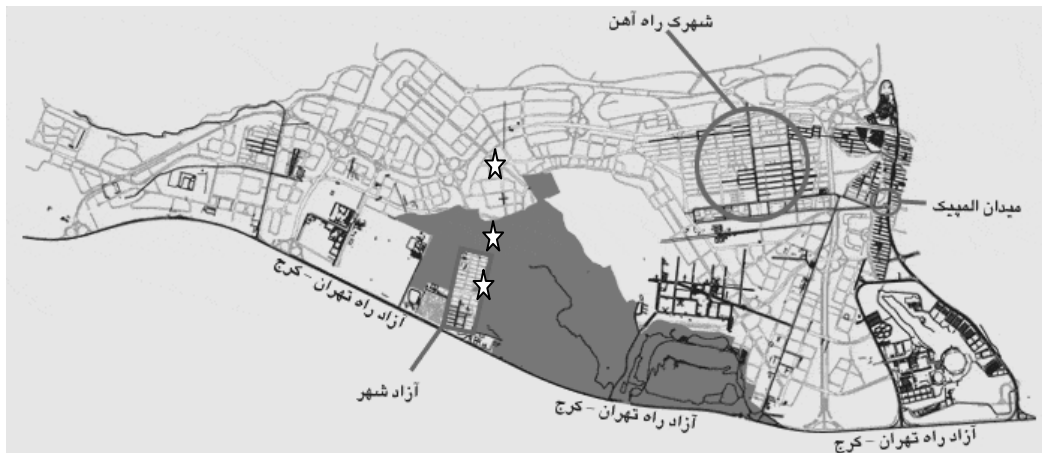 شهرک راه آهن
میدان المپیک
آزاد راه تهران - کرج
آزاد شهر
آزاد راه تهران - کرج
آزاد راه تهران - کرج